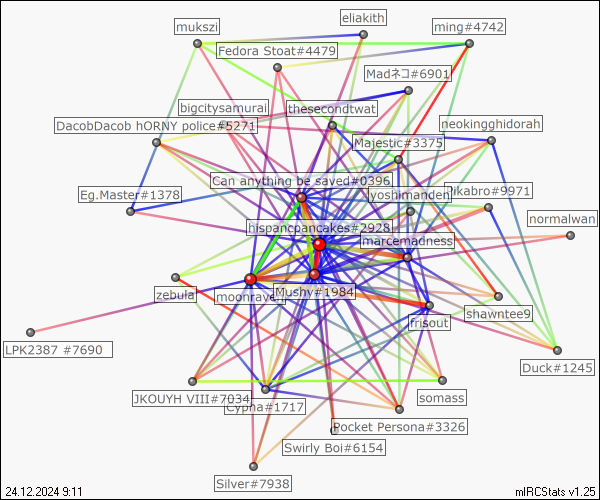 eliakith
mukszi
ming#4742
Fedora Stoat#4479
Madネコ#6901
bigcitysamurai
thesecondtwat
DacobDacob hORNY police#5271
neokingghidorah
Majestic#3375
Can anything be saved#0396
Eg.Master#1378
yoshimanden
kabro#9971
normalwan
hispancpancakes#2928
marcemadness
Mushy#1984
moonrave
zebulai
shawntee9
frisout
LPK2387 #7690
Duck#1245
JKOUYH VIII#7034
somass
Cypha#1717
Pocket Persona#3326
Swirly Boi#6154
Silver#7938
24.12.2024 9:11
mIRCStats v1.25